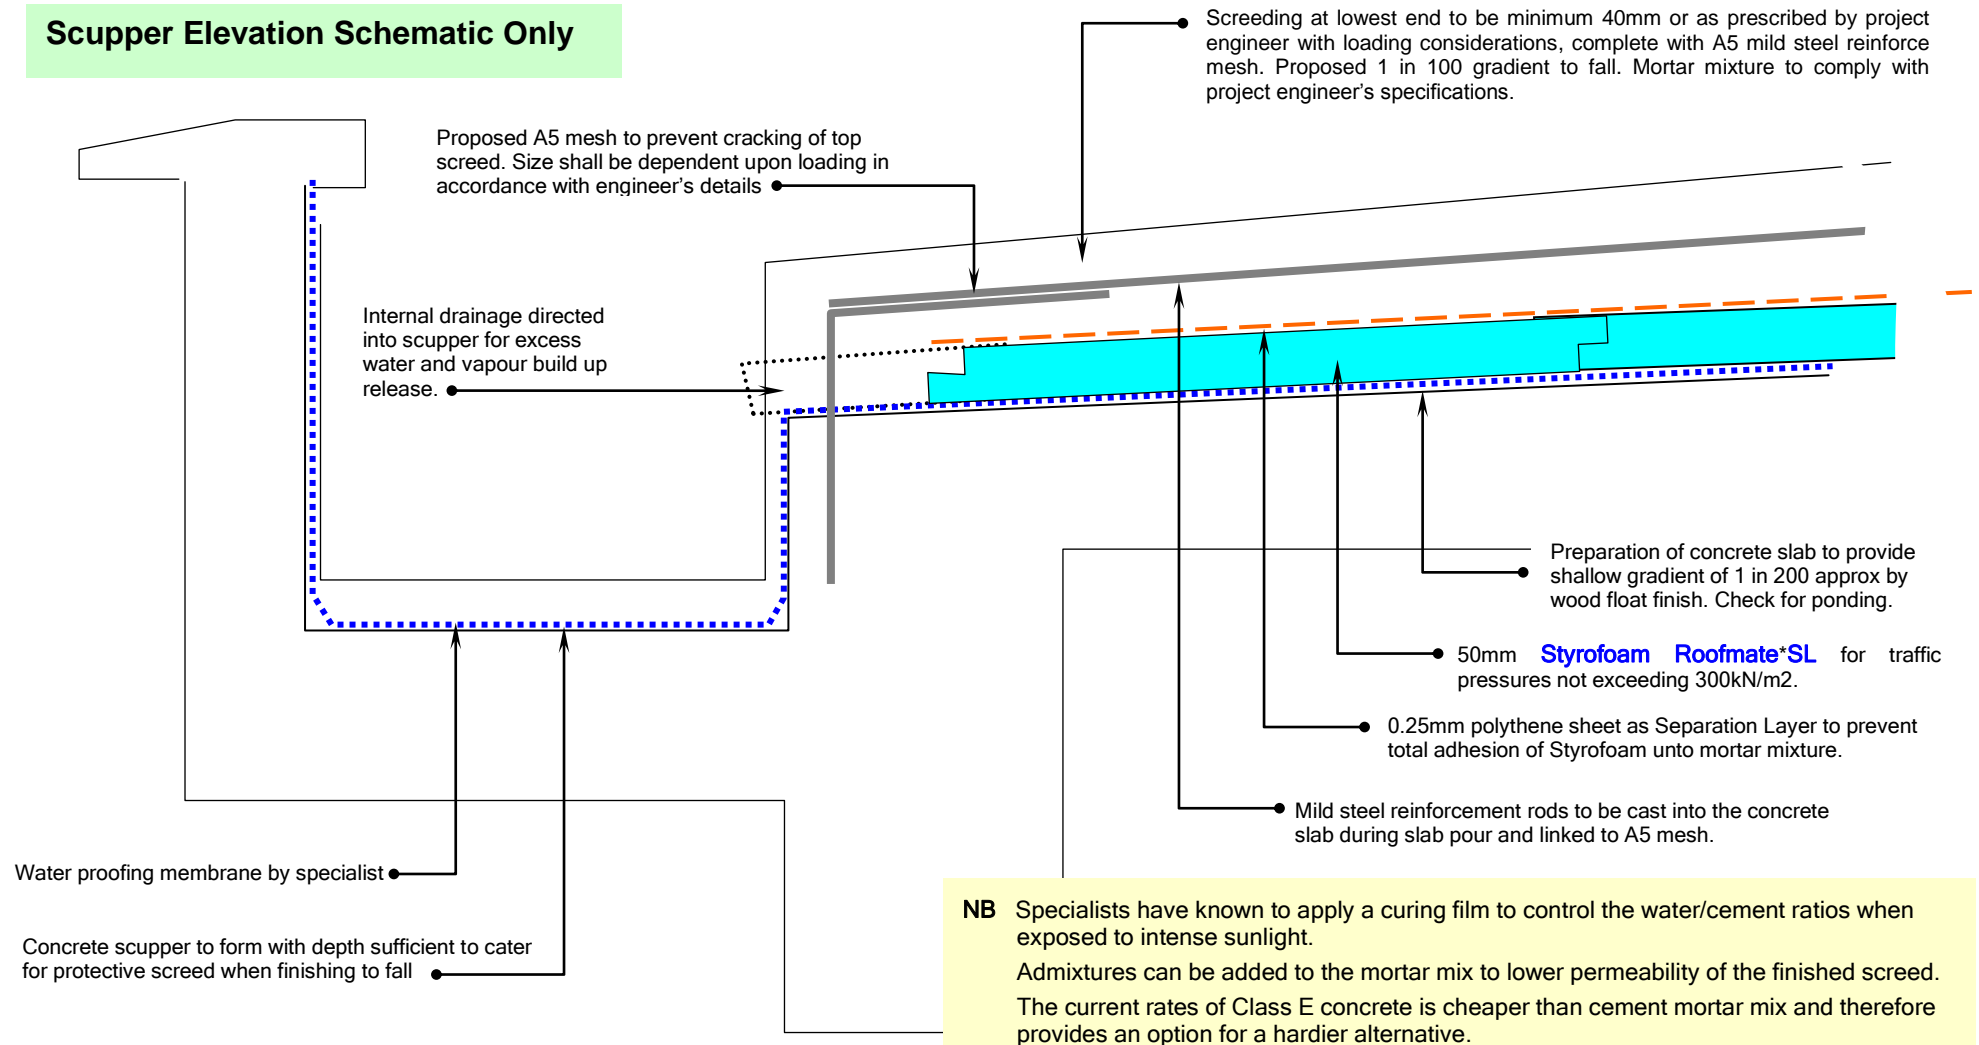 Scupper Elevation Schematic Only
Screeding at lowest end to be minimum 40mm or as prescribed by project
engineer with loading considerations, complete with A5 mild steel reinforce
mesh. Proposed 1 in 100 gradient to fall. Mortar mixture to comply with
project engineer’s specifications.
Proposed A5 mesh to prevent cracking of top
screed. Size shall be dependent upon loading in
accordance with engineer’s details
Internal drainage directed
into scupper for excess
water and vapour build up
release.
Preparation of concrete slab to provide
shallow gradient of 1 in 200 approx by
wood float finish. Check for ponding.
50mm Styrofoam Roofmate*SL for traffic
pressures not exceeding 300kN/m2.
0.25mm polythene sheet as Separation Layer to prevent
total adhesion of Styrofoam unto mortar mixture.
Mild steel reinforcement rods to be cast into the concrete
slab during slab pour and linked to A5 mesh.
Water proofing membrane by specialist
Concrete scupper to form with depth sufficient to cater
for protective screed when finishing to fall
NB Specialists have known to apply a curing film to control the water/cement ratios when
exposed to intense sunlight.
Admixtures can be added to the mortar mix to lower permeability of the finished screed.
The current rates of Class E concrete is cheaper than cement mortar mix and therefore
provides an option for a hardier alternative.